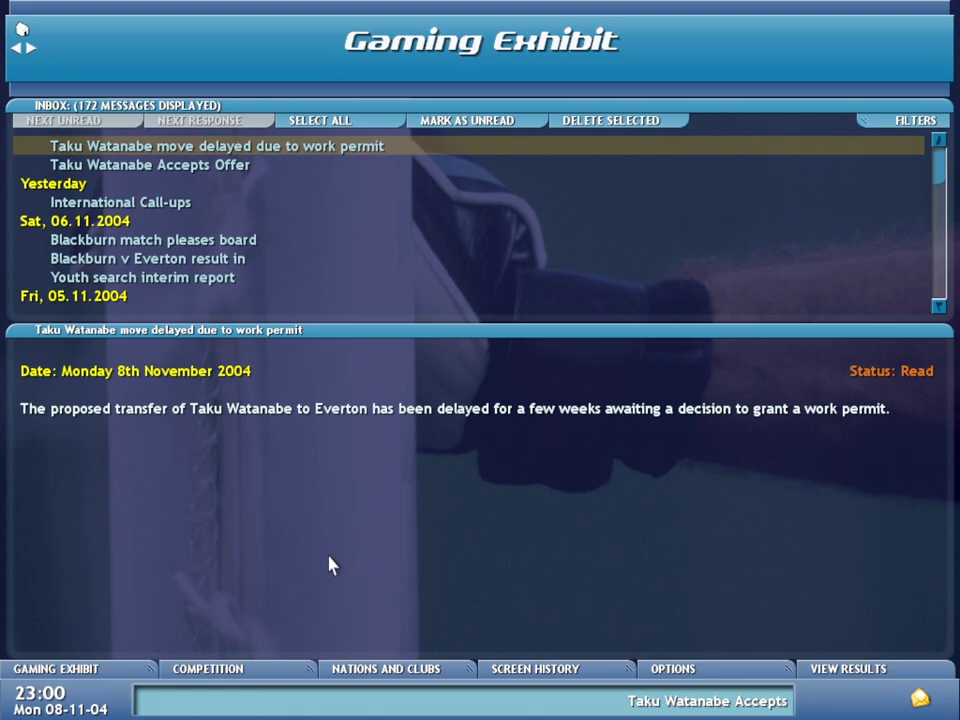 Gaming Exhibit
INBOX: (172 MESSAGES DISPLAYED)
NEXT UNREAD NEXT RESPONSE SELECT ALL MARK AS UNREAD DELETE SELECTED FILTERS
Taku Watanabe move delayed due to work permit
Taku Watanabe Accepts Offer
Yesterday
International Call-ups
Sat, 06.11.2004
Blackburn match pleases board
Blackburn v Everton result in
Youth search interim report
Fri, 05.11.2004
Taku Watanabe move delayed due to work permit
Date: Monday 8th November 2004 Status: Read
The proposed transfer of Taku Watanabe to Everton has been delayed for a few weeks awaiting a decision to grant a work permit.
GAMING EXHIBIT COMPETITION NATIONS AND CLUBS SCREEN HISTORY OPTIONS VIEW RESULTS
23:00
Mon 08-11-04
Taku Watanabe Accepts